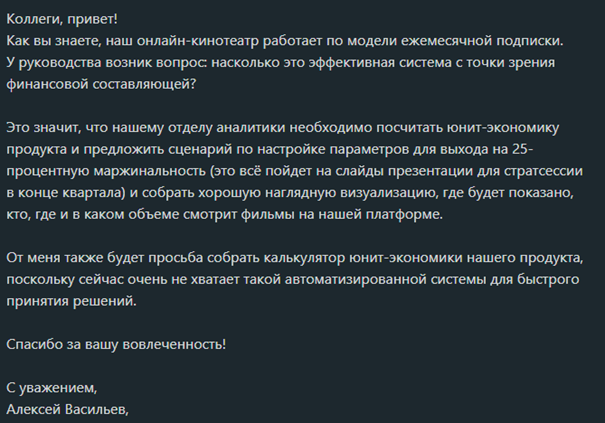 Коллеги, привет!
Как вы знаете, наш онлайн-кинотеатр работает по модели ежемесячной подписки.
У руководства возник вопрос: насколько это эффективная система с точки зрения
финансовой составляющей?
Это значит, что нашему отделу аналитики необходимо посчитать юнит-экономику
продукта и предложить сценарий по настройке параметров для выхода на 25-
процентную маржинальность (это всё пойдет на слайды презентации для стратсессии
в конце квартала) и собрать хорошую наглядную визуализацию, где будет показано,
кто, где и в каком объеме смотрит фильмы на нашей платформе.
От меня также будет просьба собрать калькулятор юнит-экономики нашего продукта,
поскольку сейчас очень не хватает такой автоматизированной системы для быстрого
принятия решений.
Спасибо за вашу вовлеченность!
С уважением,
Алексей Васильев,